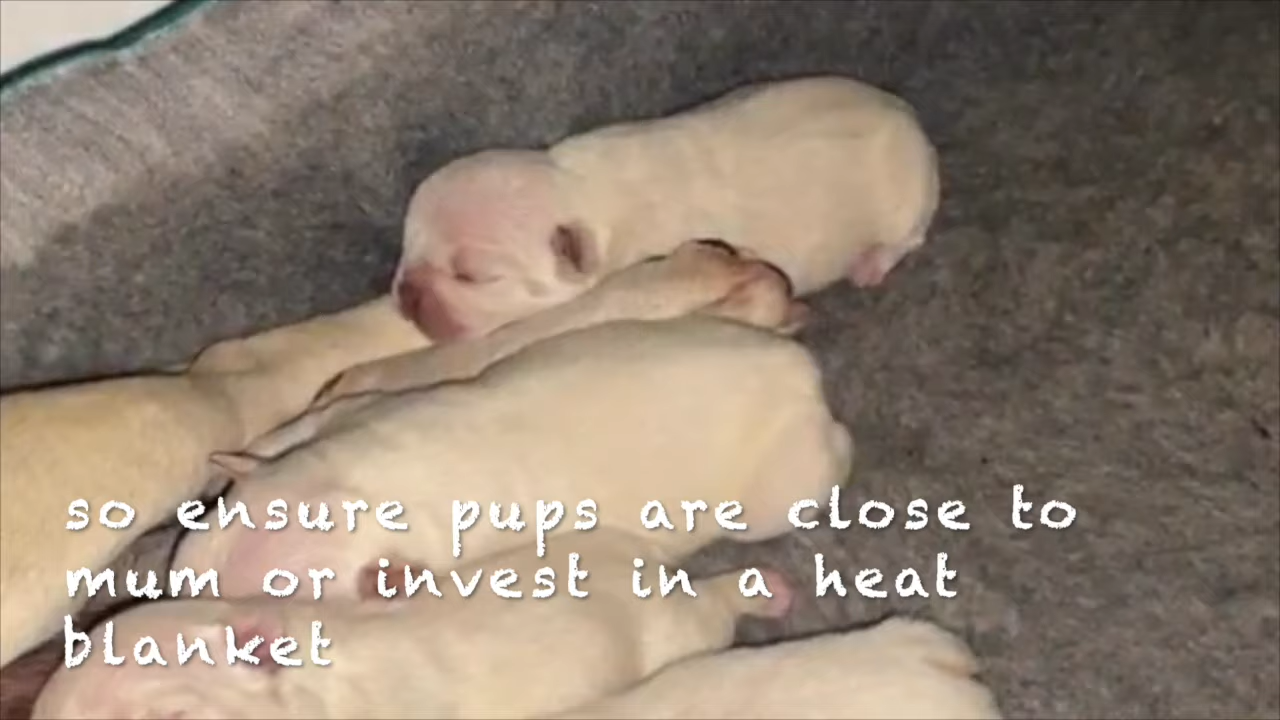 so ensure pups are close to
mum or invest in a heat
blanket